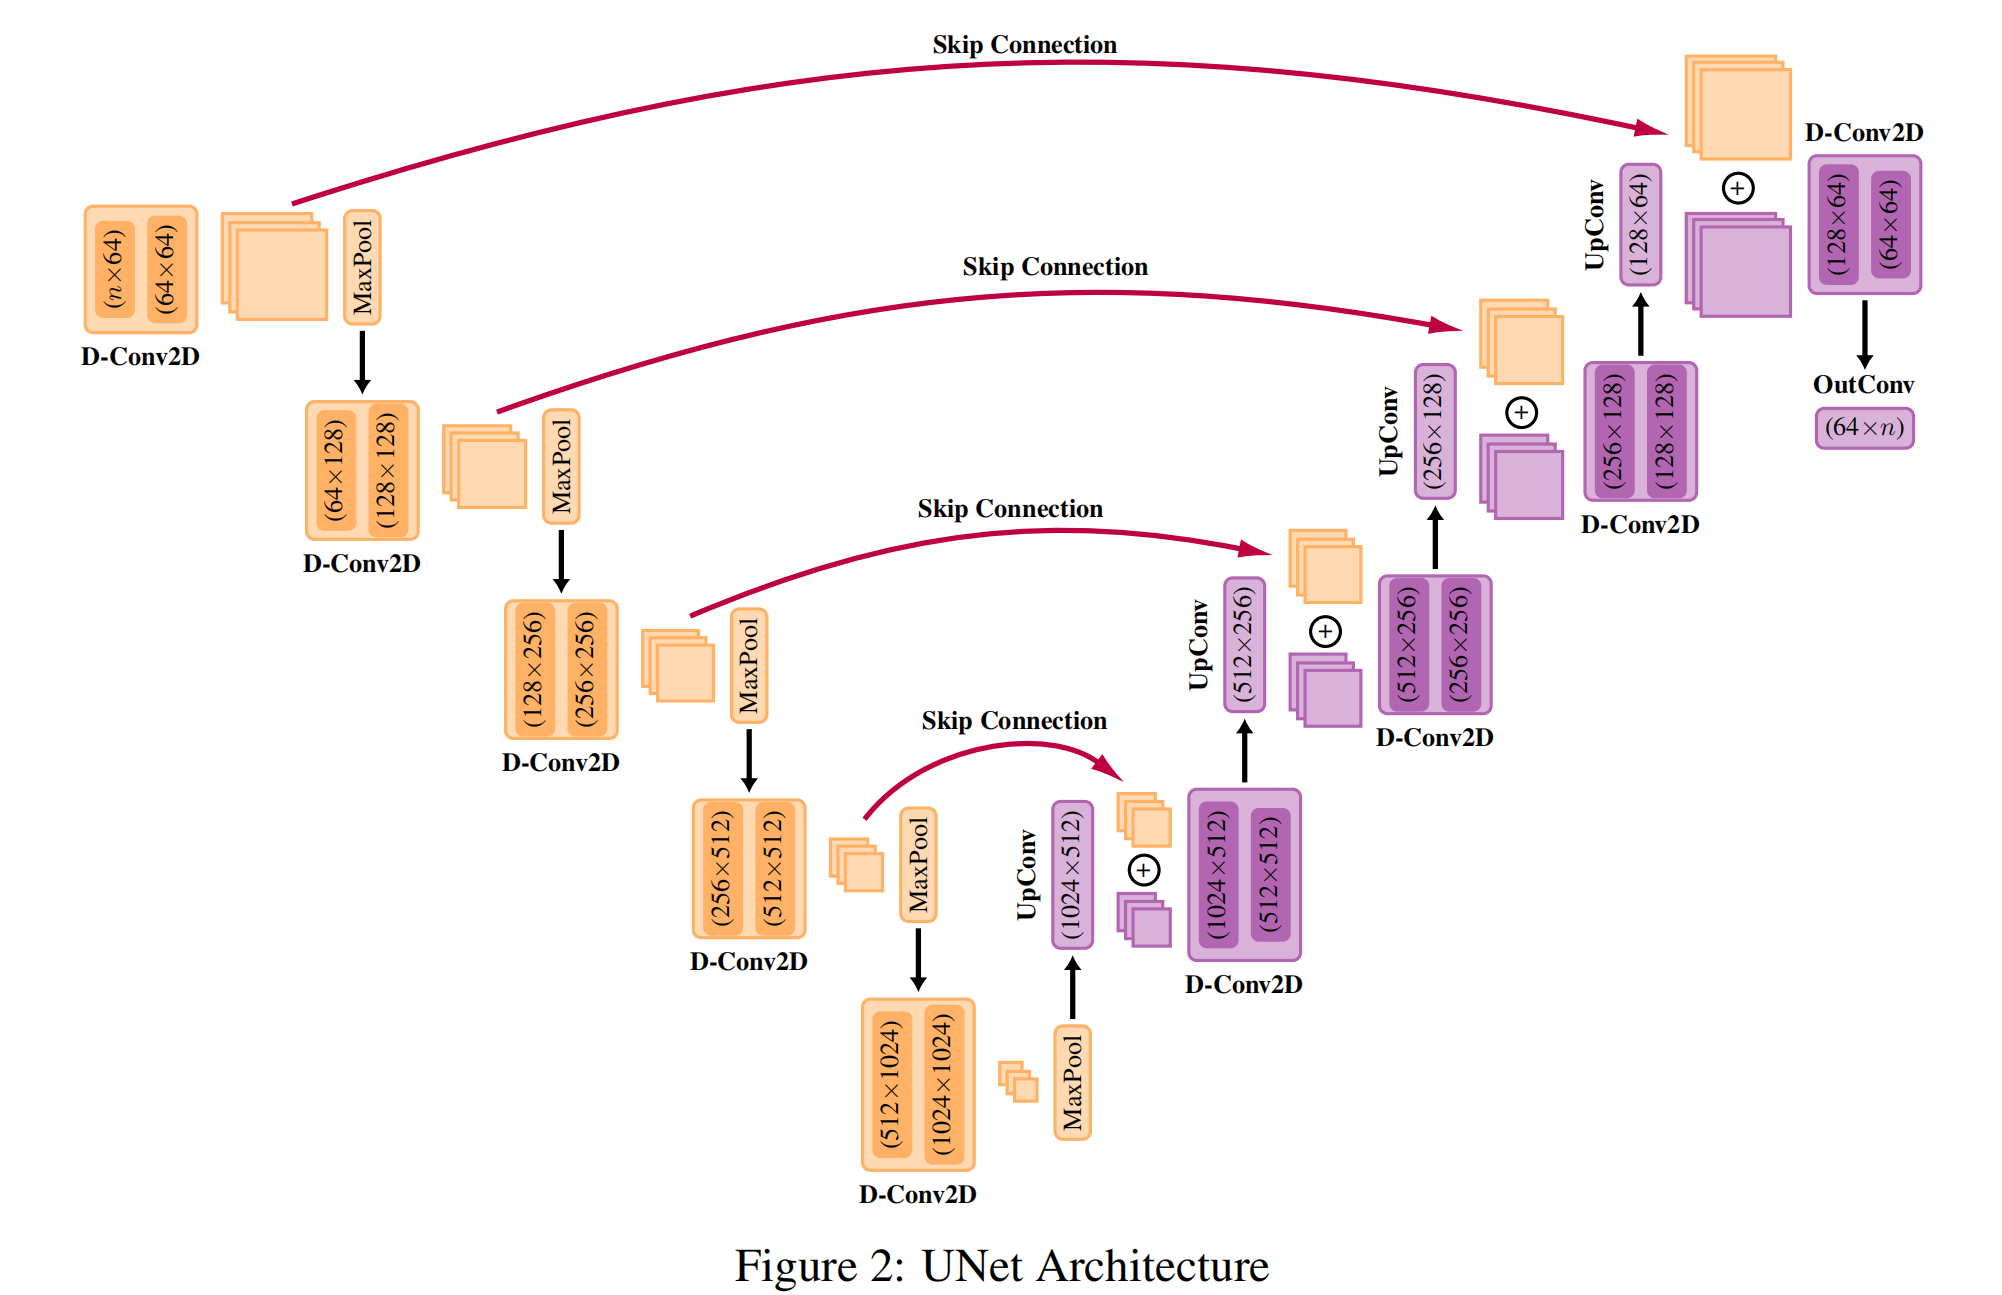 Skip Connection
D-Conv2D
(n×64)
(64×64)
MaxPool
UpConv
(128×64)
(128×64)
(64×64)
D-Conv2D
Skip Connection
OutConv
(64×n)
(64×128)
(128×128)
MaxPool
D-Conv2D
UpConv
(256×128)
(256×128)
(128×128)
D-Conv2D
Skip Connection
(128×256)
(256×256)
MaxPool
D-Conv2D
UpConv
(512×256)
(512×256)
(256×256)
D-Conv2D
Skip Connection
(256×512)
(512×512)
MaxPool
D-Conv2D
UpConv
(1024×512)
(1024×512)
(512×512)
D-Conv2D
(512×1024)
(1024×1024)
MaxPool
D-Conv2D
+
+
+
+
Figure 2: UNet Architecture